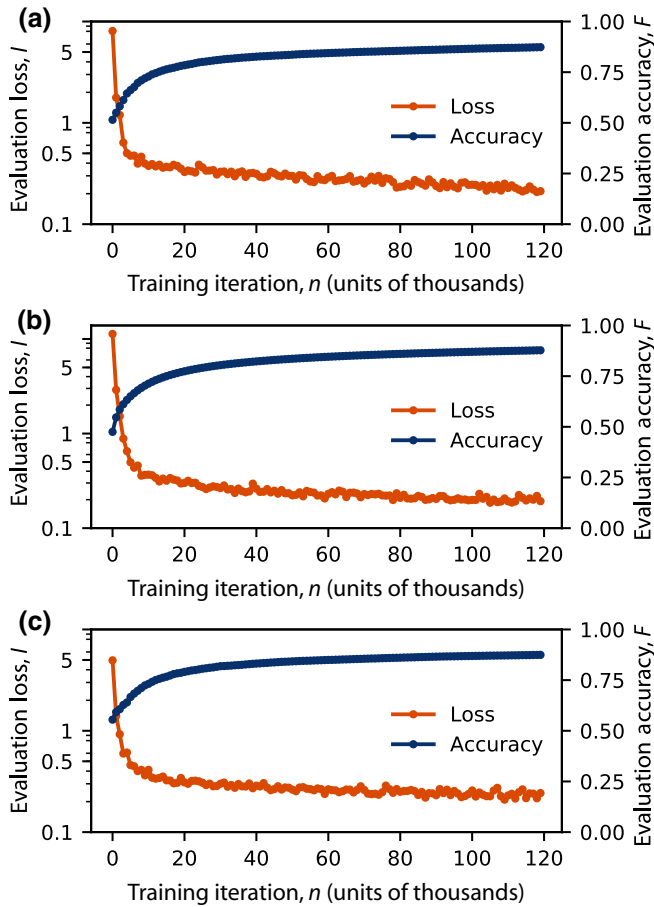 (a)
Evaluation loss, l
5
1
0.5
0.1
1.00
0.75
0.50
0.25
0.00
Evaluation accuracy, F
Loss
Accuracy
0 20 40 60 80 100 120
Training iteration, n (units of thousands)
(b)
Evaluation loss, l
5
1
0.5
0.1
1.00
0.75
0.50
0.25
0.00
Evaluation accuracy, F
Loss
Accuracy
0 20 40 60 80 100 120
Training iteration, n (units of thousands)
(c)
Evaluation loss, l
5
1
0.5
0.1
1.00
0.75
0.50
0.25
0.00
Evaluation accuracy, F
Loss
Accuracy
0 20 40 60 80 100 120
Training iteration, n (units of thousands)